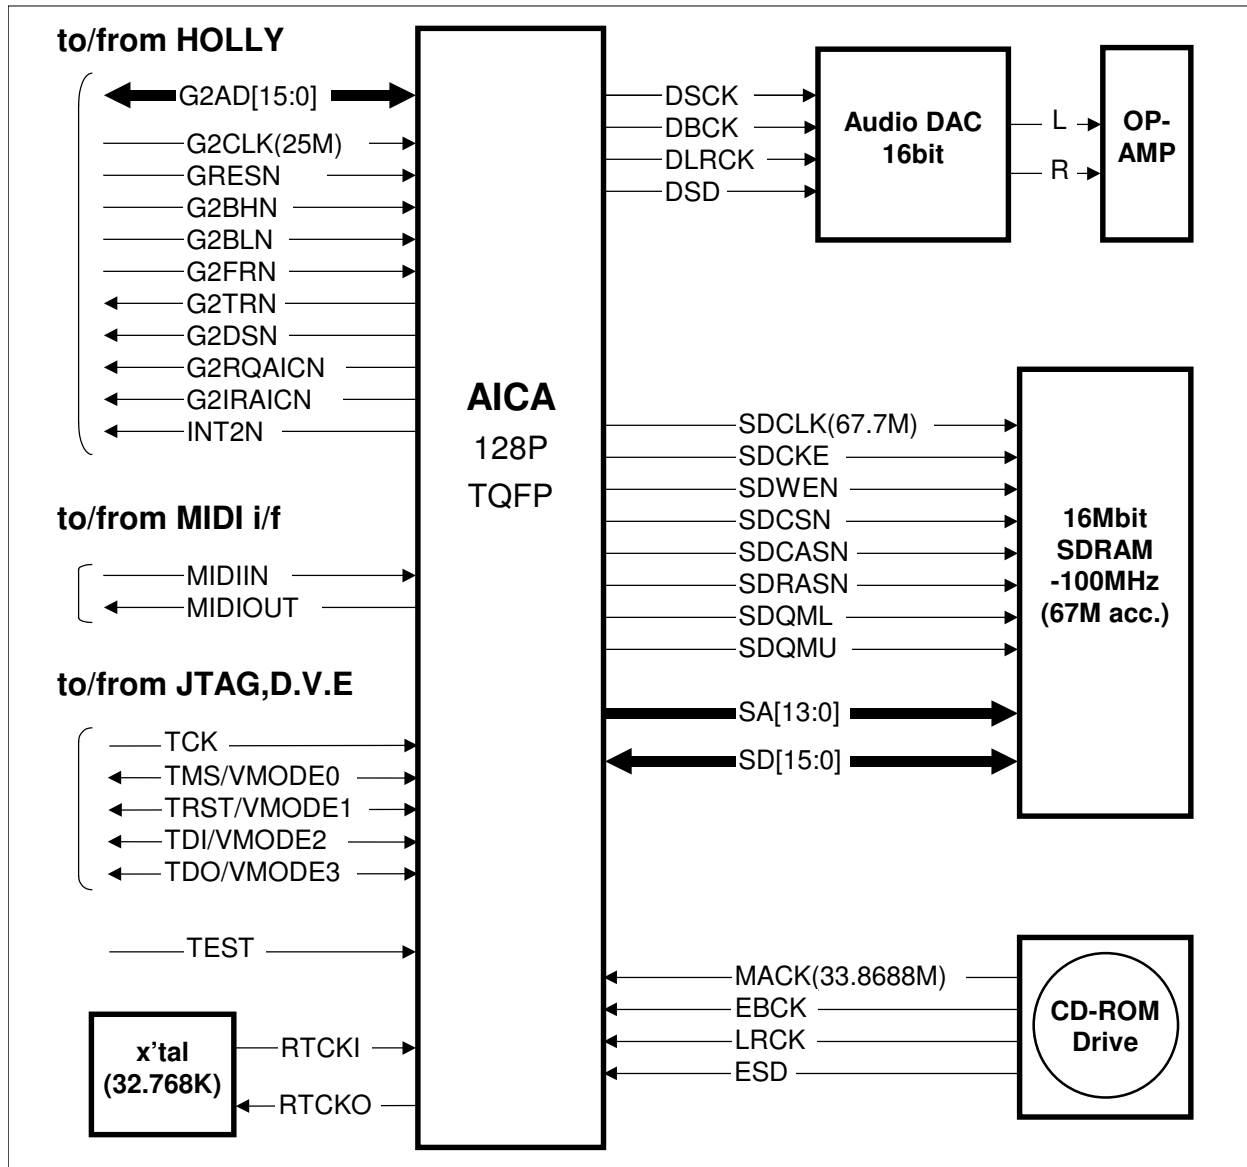 to/from HOLLY
G2AD[15:0]
G2CLK(25M)
GRESN
G2BHN
G2BLN
G2FRN
G2TRN
G2DSN
G2RQAICN
G2IRAICN
INT2N
to/from MIDI i/f
MIDIIN
MIDIOUT
to/from JTAG,D.V.E
TCK
TMS/VMODE0
TRST/VMODE1
TDI/VMODE2
TDO/VMODE3
TEST
x'tal
(32.768K)
RTCKI
RTCKO
AICA
128P
TQFP
DSCK
DBCK
DLRCK
DSD
Audio DAC
16bit
L
R
OP-
AMP
SDCLK(67.7M)
SDCKE
SDWEN
SDCSN
SDCASN
SDRASN
SDQML
SDQMU
SA[13:0]
SD[15:0]
16Mbit
SDRAM
-100MHz
(67M acc.)
MACK(33.8688M)
EBCK
LRCK
ESD
CD-ROM
Drive